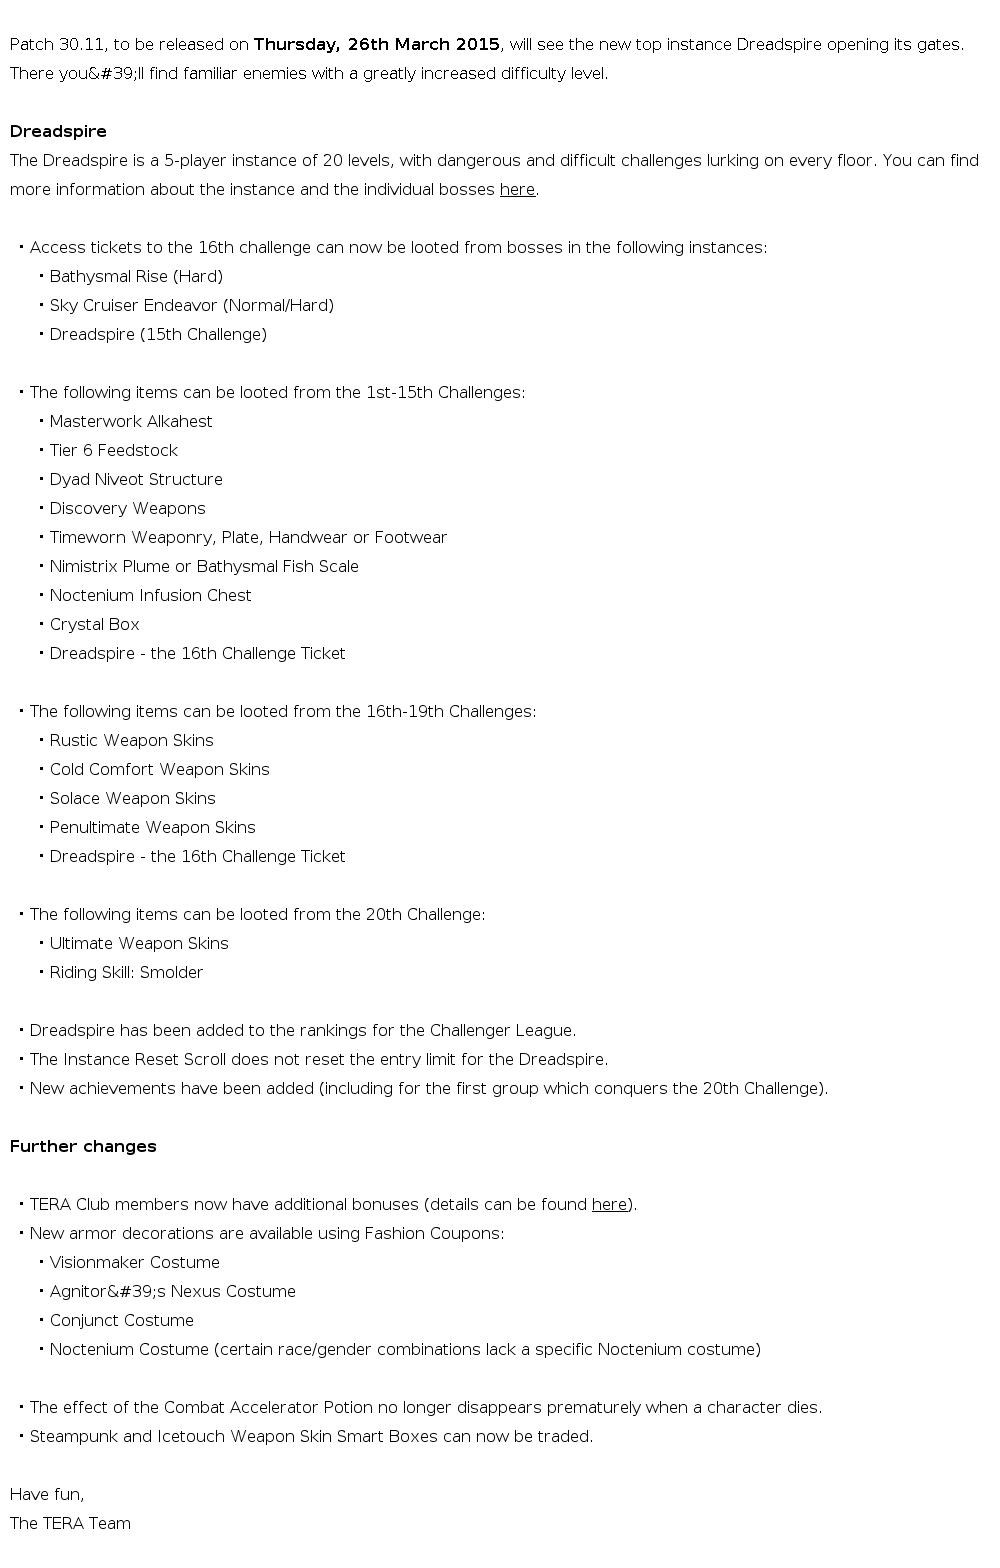 Patch 30.11, to be released on Thursday, 26th March 2015, will see the new top instance Dreadspire opening its gates.
There you&#39;ll find familiar enemies with a greatly increased difficulty level.
Dreadspire
The Dreadspire is a 5-player instance of 20 levels, with dangerous and difficult challenges lurking on every floor. You can find
more information about the instance and the individual bosses here.
• Access tickets to the 16th challenge can now be looted from bosses in the following instances:
• Bathysmal Rise (Hard)
• Sky Cruiser Endeavor (Normal/Hard)
• Dreadspire (15th Challenge)
• The following items can be looted from the 1st-15th Challenges:
• Masterwork Alkahest
• Tier 6 Feedstock
• Dyad Niveot Structure
• Discovery Weapons
• Timeworn Weaponry, Plate, Handwear or Footwear
• Nimistrix Plume or Bathysmal Fish Scale
• Noctenium Infusion Chest
• Crystal Box
• Dreadspire - the 16th Challenge Ticket
• The following items can be looted from the 16th-19th Challenges:
• Rustic Weapon Skins
• Cold Comfort Weapon Skins
• Solace Weapon Skins
• Penultimate Weapon Skins
• Dreadspire - the 16th Challenge Ticket
• The following items can be looted from the 20th Challenge:
• Ultimate Weapon Skins
• Riding Skill: Smolder
• Dreadspire has been added to the rankings for the Challenger League.
• The Instance Reset Scroll does not reset the entry limit for the Dreadspire.
• New achievements have been added (including for the first group which conquers the 20th Challenge).
Further changes
• TERA Club members now have additional bonuses (details can be found here).
• New armor decorations are available using Fashion Coupons:
• Visionmaker Costume
• Agnitor&#39;s Nexus Costume
• Conjunct Costume
• Noctenium Costume (certain race/gender combinations lack a specific Noctenium costume)
• The effect of the Combat Accelerator Potion no longer disappears prematurely when a character dies.
• Steampunk and Icetouch Weapon Skin Smart Boxes can now be traded.
Have fun,
The TERA Team